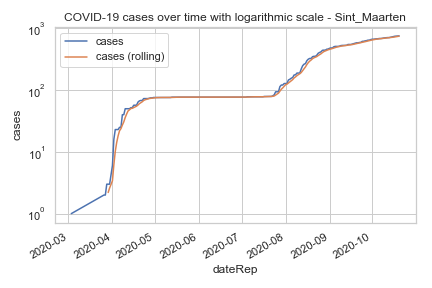 COVID-19 cases over time with logarithmic scale - Sint_Maarten
cases
cases (rolling)
10³
10²
10¹
10⁰
cases
2020-03
2020-04
2020-05
2020-06
2020-07
2020-08
2020-09
2020-10
dateRep